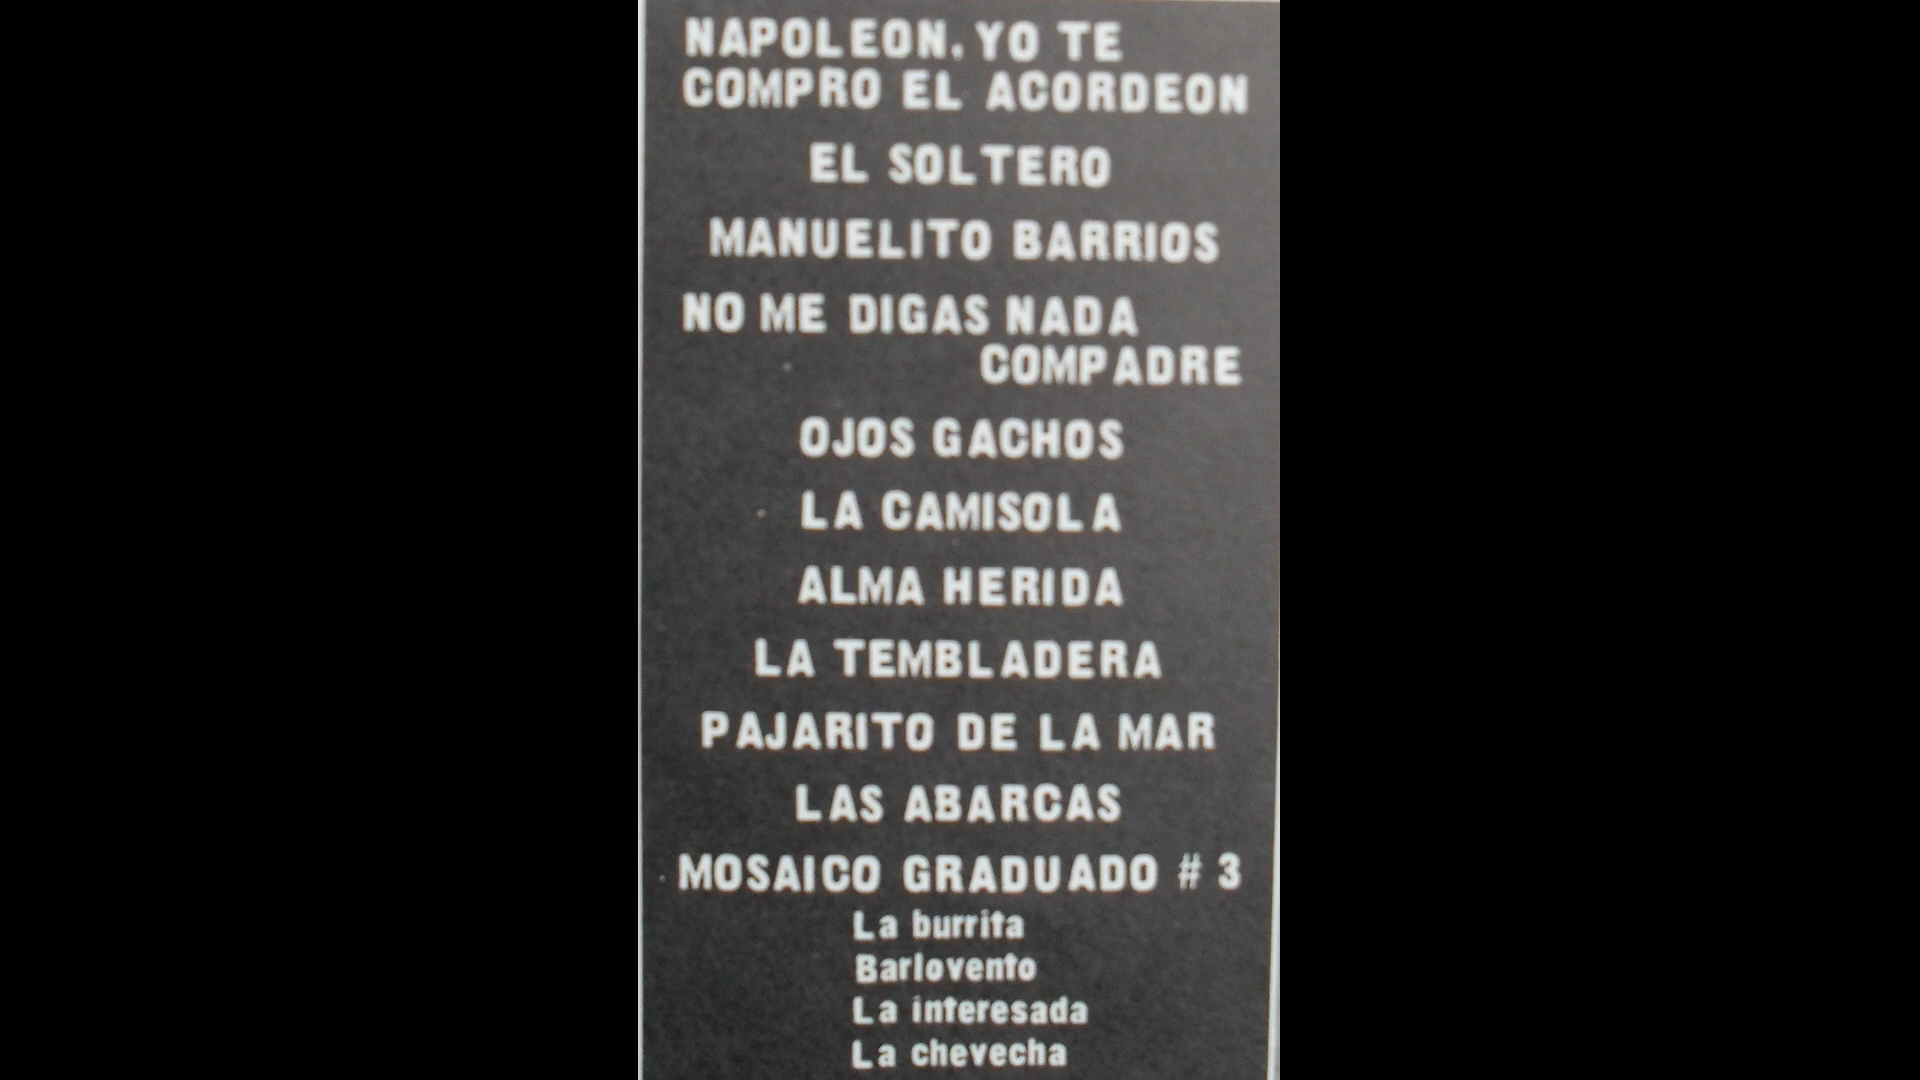 NAPOLEON, YO TE
COMPRO EL ACORDEON
EL SOLTERO
MANUELITO BARRIOS
NO ME DIGAS NADA
COMPADRE
OJOS GACHOS
LA CAMISOLA
ALMA HERIDA
LA TEMBLADERA
PAJARITO DE LA MAR
LAS ABARCAS
MOSAICO GRADUADO # 3
La burrita
Barlovento
La interesada
La chevecha